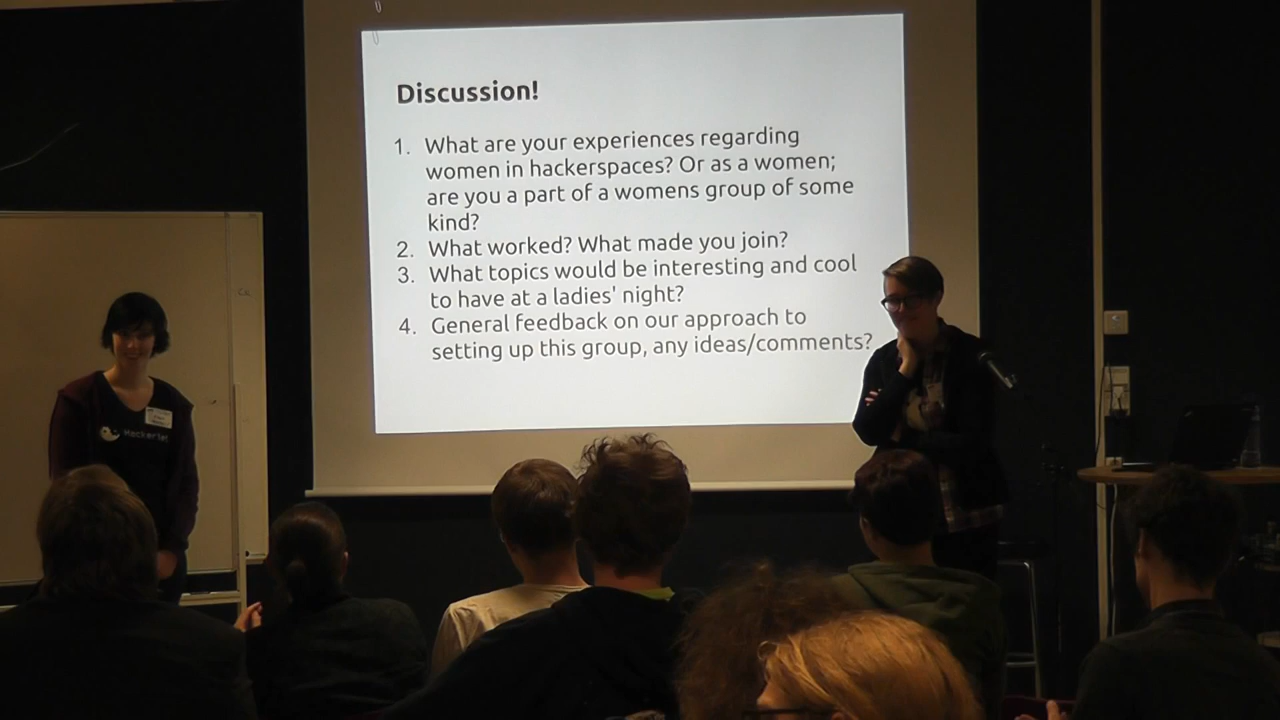 Discussion!
1. What are your experiences regarding
women in hackerspaces? Or as a women;
are you a part of a womens group of some
kind?
2. What worked? What made you join?
3. What topics would be interesting and cool
to have at a ladies' night?
4. General feedback on our approach to
setting up this group, any ideas/comments?